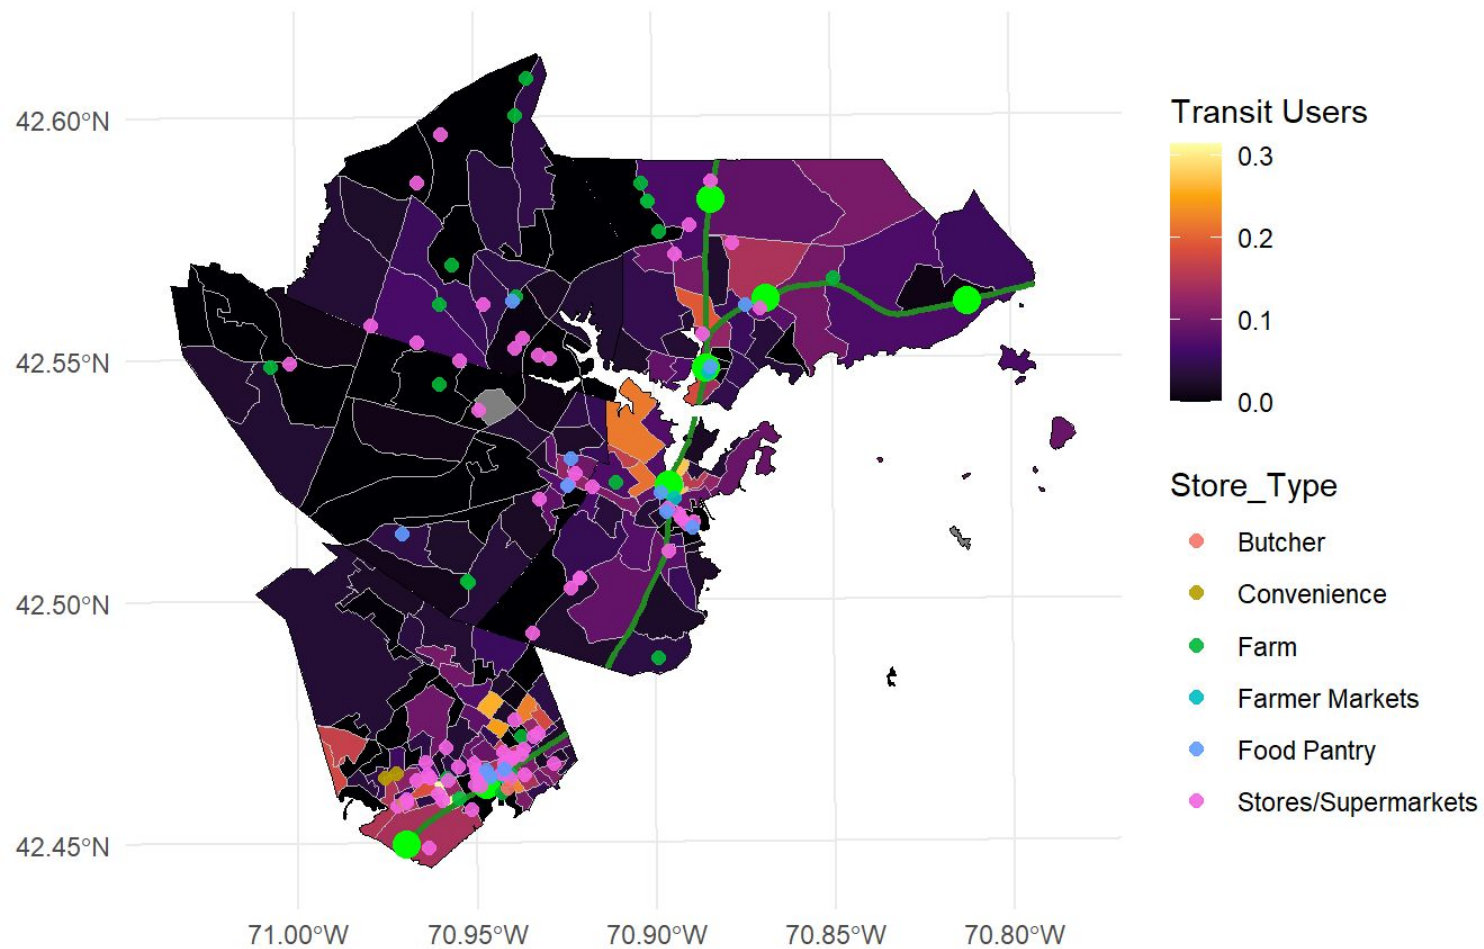 42.60°N
42.55°N
42.50°N
42.45°N
71.00°W 70.95°W 70.90°W 70.85°W 70.80°W
Transit Users
0.3
0.2
0.1
0.0
Store_Type
Butcher
Convenience
Farm
Farmer Markets
Food Pantry
Stores/Supermarkets